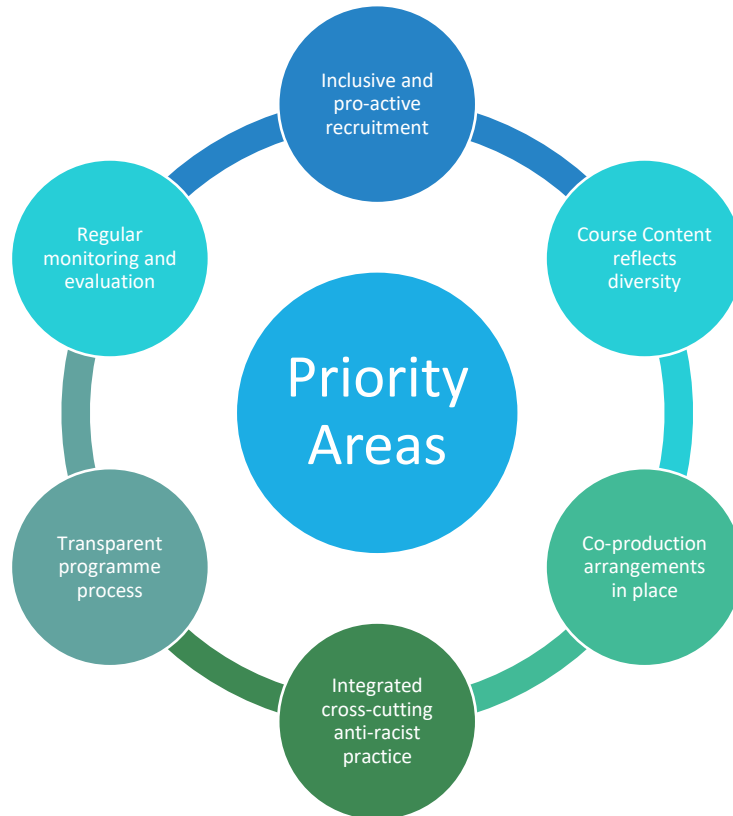 Inclusive and
pro-active
recruitment
Course Content
reflects
diversity
Co-production
arrangements
in place
Integrated
cross-cutting
anti-racist
practice
Transparent
programme
process
Regular
monitoring and
evaluation
Priority
Areas